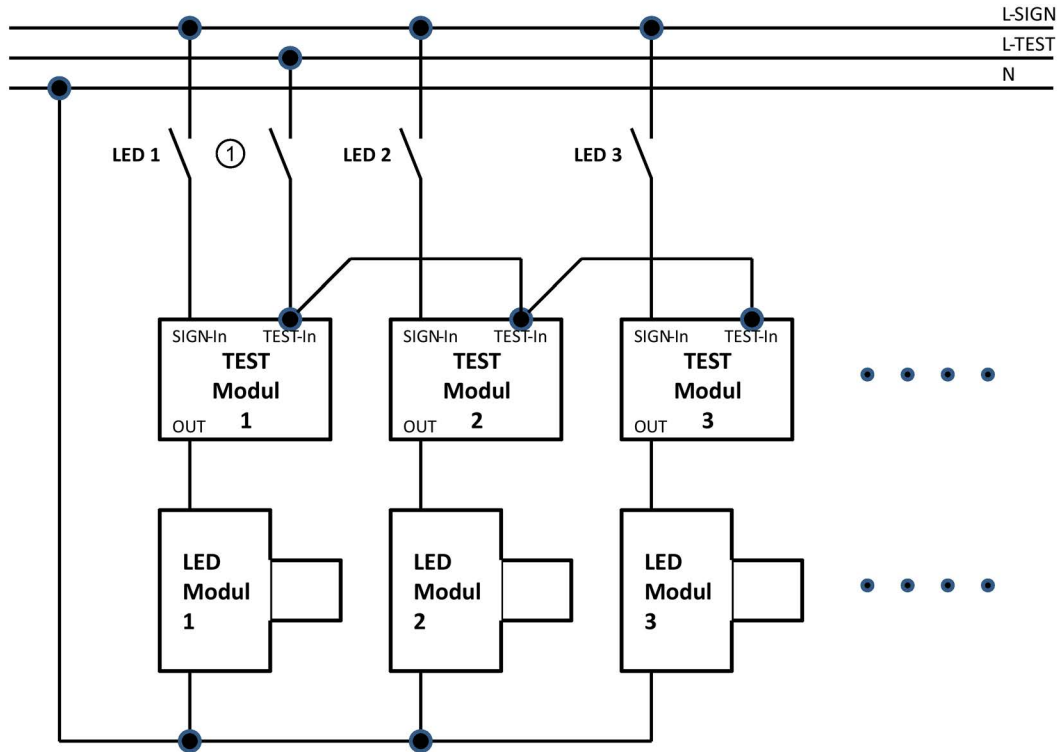 L-SIGN
L-TEST
N
LED 1
1
LED 2
LED 3
SIGN-In TEST-In
TEST
Modul
1
OUT
SIGN-In TEST-In
TEST
Modul
2
OUT
SIGN-In TEST-In
TEST
Modul
3
OUT
LED
Modul
1
LED
Modul
2
LED
Modul
3